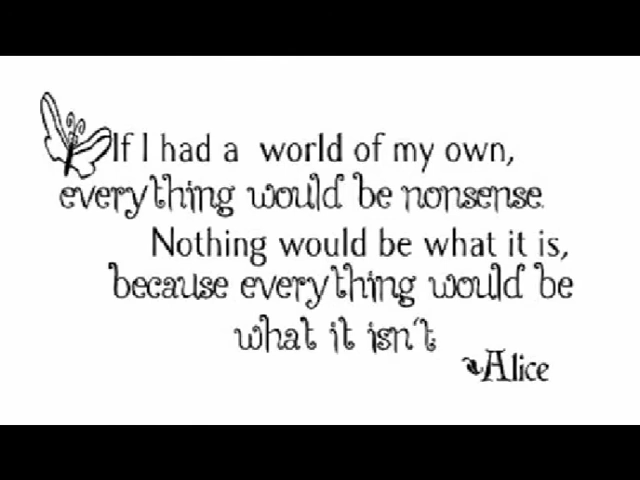 If I had a world of my own,
everything would be nonsense.
Nothing would be what it is,
because everything would be
what it isn't
Alice